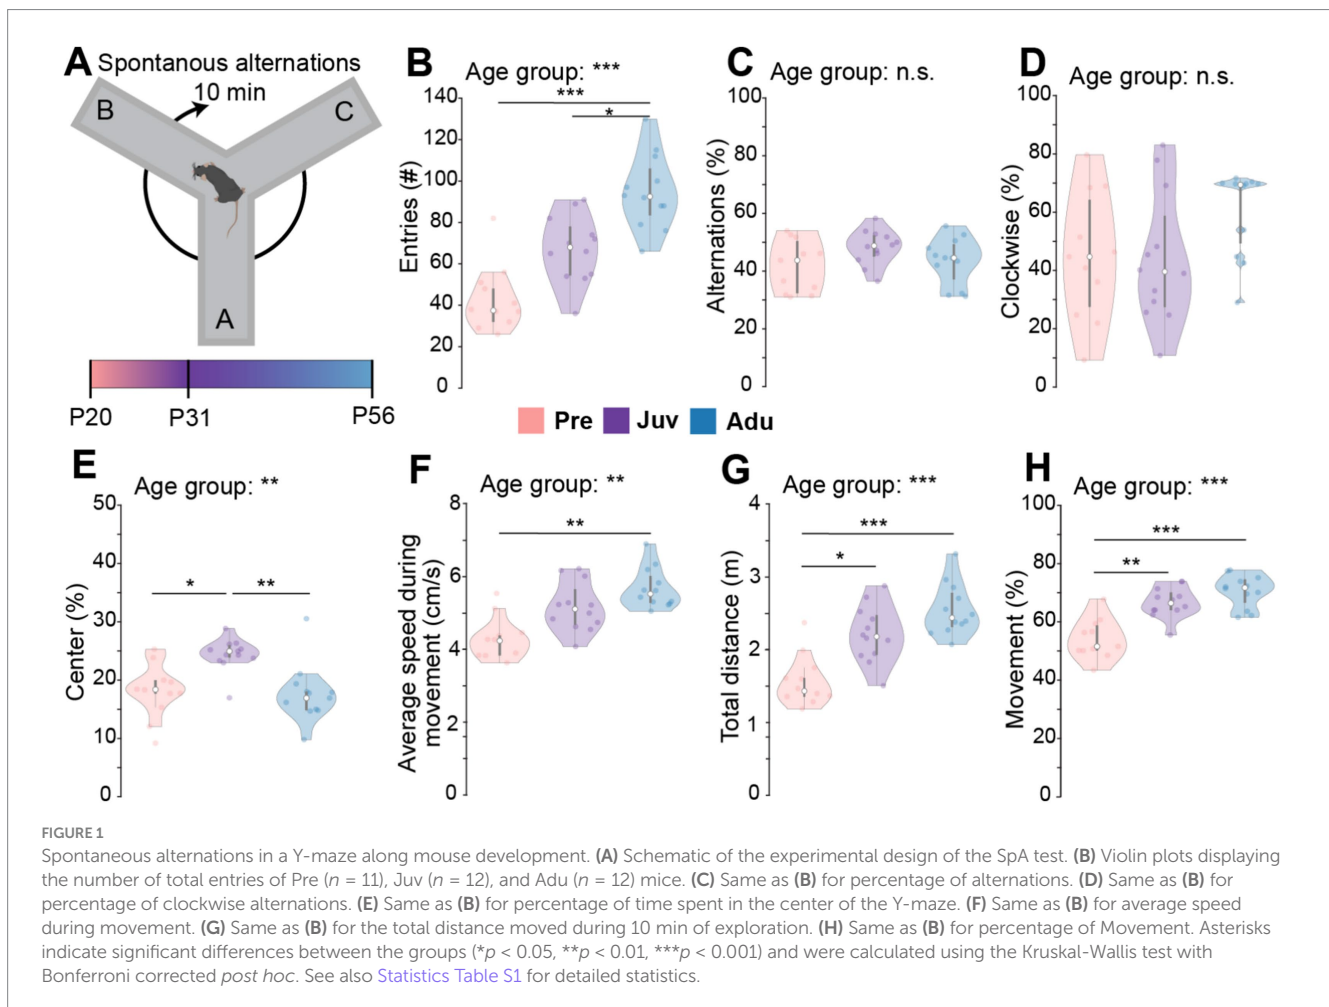 A
Spontanous alternations
10 min
B
C
A
P20
P31
P56
B
Age group: ***
***
*
Entries (#)
140
120
100
80
60
40
20
0
C
Age group: n.s.
Alternations (%)
100
80
60
40
20
0
D
Age group: n.s.
Clockwise (%)
100
80
60
40
20
0
Pre
Juv
Adu
E
Age group: **
*
**
Center (%)
50
40
30
20
10
0
F
Age group: **
**
Average speed during
movement (cm/s)
8
6
4
2
0
G
Age group: ***
***
*
Total distance (m)
4
3
2
1
0
H
Age group: ***
***
**
Movement (%)
100
80
60
40
20
0
FIGURE 1
Spontaneous alternations in a Y-maze along mouse development. (A) Schematic of the experimental design of the SpA test. (B) Violin plots displaying
the number of total entries of Pre (n = 11), Juv (n = 12), and Adu (n = 12) mice. (C) Same as (B) for percentage of alternations. (D) Same as (B) for
percentage of clockwise alternations. (E) Same as (B) for percentage of time spent in the center of the Y-maze. (F) Same as (B) for average speed
during movement. (G) Same as (B) for the total distance moved during 10 min of exploration. (H) Same as (B) for percentage of Movement. Asterisks
indicate significant differences between the groups (*p < 0.05, **p < 0.01, ***p < 0.001) and were calculated using the Kruskal-Wallis test with
Bonferroni corrected post hoc. See also Statistics Table S1 for detailed statistics.